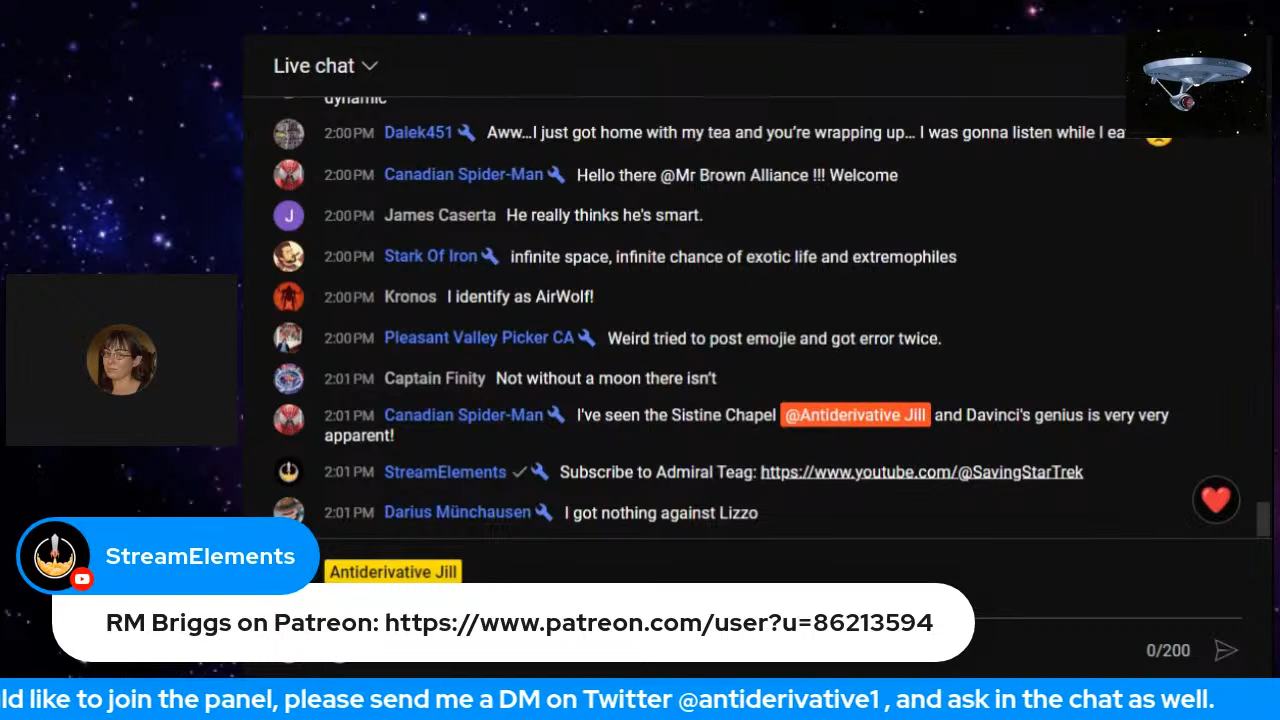 Live chat
dynamic
2:00 PM Dalek451 Aww...I just got home with my tea and you're wrapping up... I was gonna listen while I ea
2:00 PM Canadian Spider-Man Hello there @Mr Brown Alliance !!! Welcome
J 2:00 PM James Caserta He really thinks he's smart.
2:00 PM Stark Of Iron infinite space, infinite chance of exotic life and extremophiles
2:00 PM Kronos I identify as AirWolf!
2:00 PM Pleasant Valley Picker CA Weird tried to post emojie and got error twice.
2:01 PM Captain Finity Not without a moon there isn't
2:01 PM Canadian Spider-Man I've seen the Sistine Chapel @Antiderivative Jill and Davinci's genius is very very
apparent!
2:01 PM StreamElements Subscribe to Admiral Teag: https://www.youtube.com/@SavingStarTrek
2:01 PM Darius Münchausen I got nothing against Lizzo
StreamElements
Antiderivative Jill
RM Briggs on Patreon: https://www.patreon.com/user?u=86213594
0/200
ld like to join the panel, please send me a DM on Twitter @antiderivative1 , and ask in the chat as well.